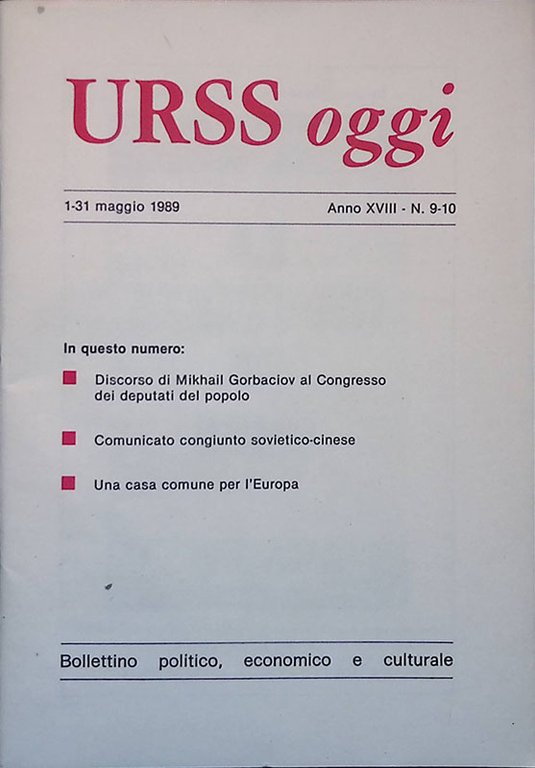 URSS oggi
1-31 maggio 1989 Anno XVIII - N. 9-10
In questo numero:
Discorso di Mikhail Gorbaciov al Congresso
dei deputati del popolo
Comunicato congiunto sovietico-cinese
Una casa comune per l'Europa
Bollettino politico, economico e culturale